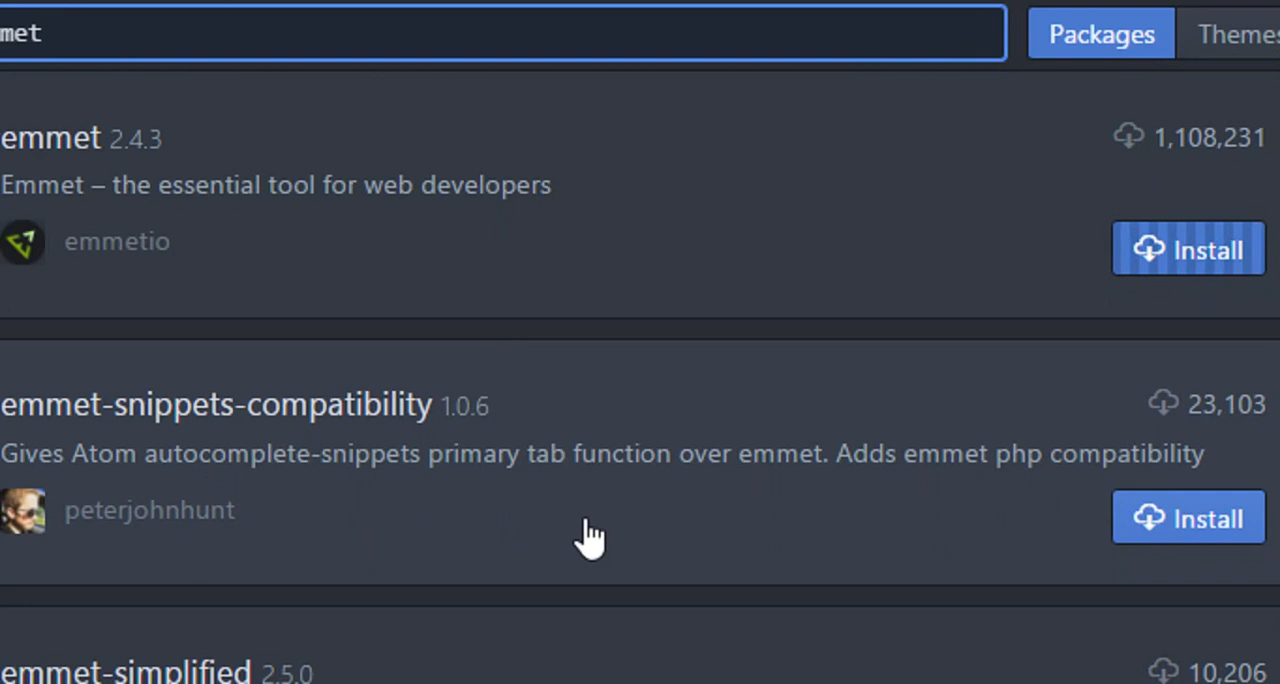 met
Packages
Themes
emmet 2.4.3
1,108,231
Emmet – the essential tool for web developers
emmetio
Install
emmet-snippets-compatibility 1.0.6
23,103
Gives Atom autocomplete-snippets primary tab function over emmet. Adds emmet php compatibility
peterjohnhunt
Install
emmet-simplified 2.5.0
10,206